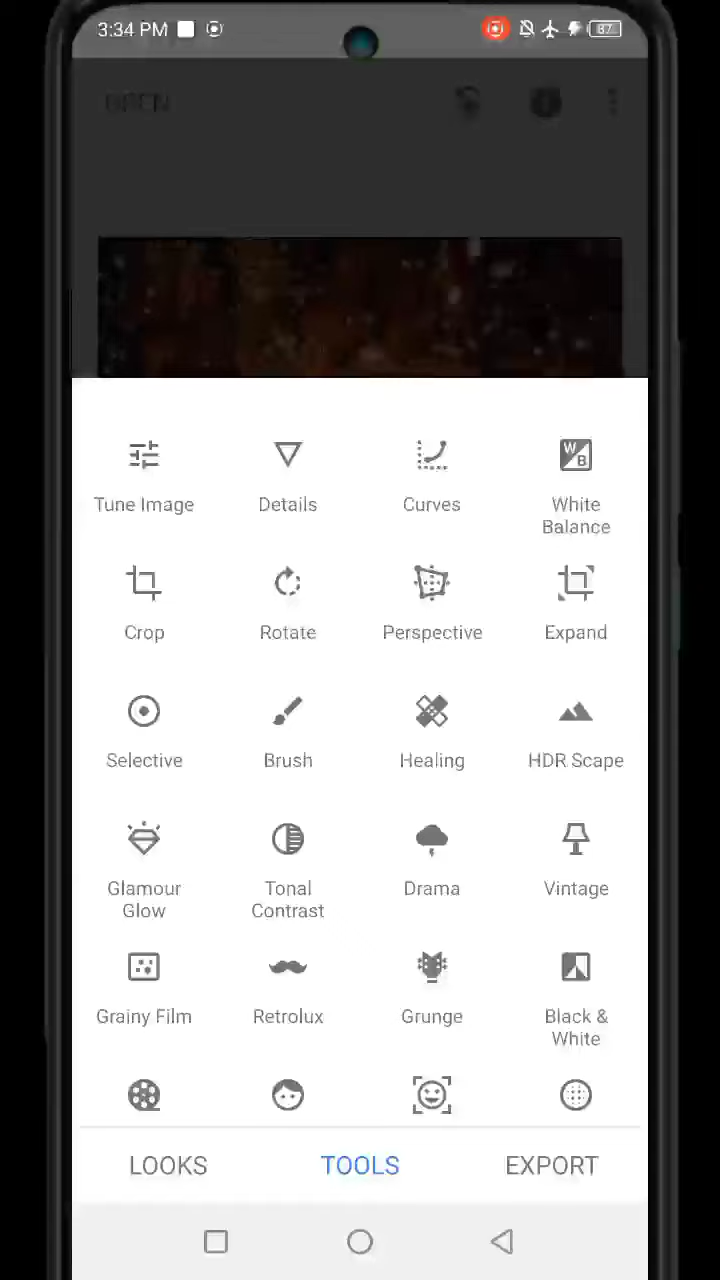 3:34 PM
87
OPEN
Tune Image
Details
Curves
White
Balance
Crop
Rotate
Perspective
Expand
Selective
Brush
Healing
HDR Scape
Glamour
Glow
Tonal
Contrast
Drama
Vintage
Grainy Film
Retrolux
Grunge
Black &
White
LOOKS
TOOLS
EXPORT